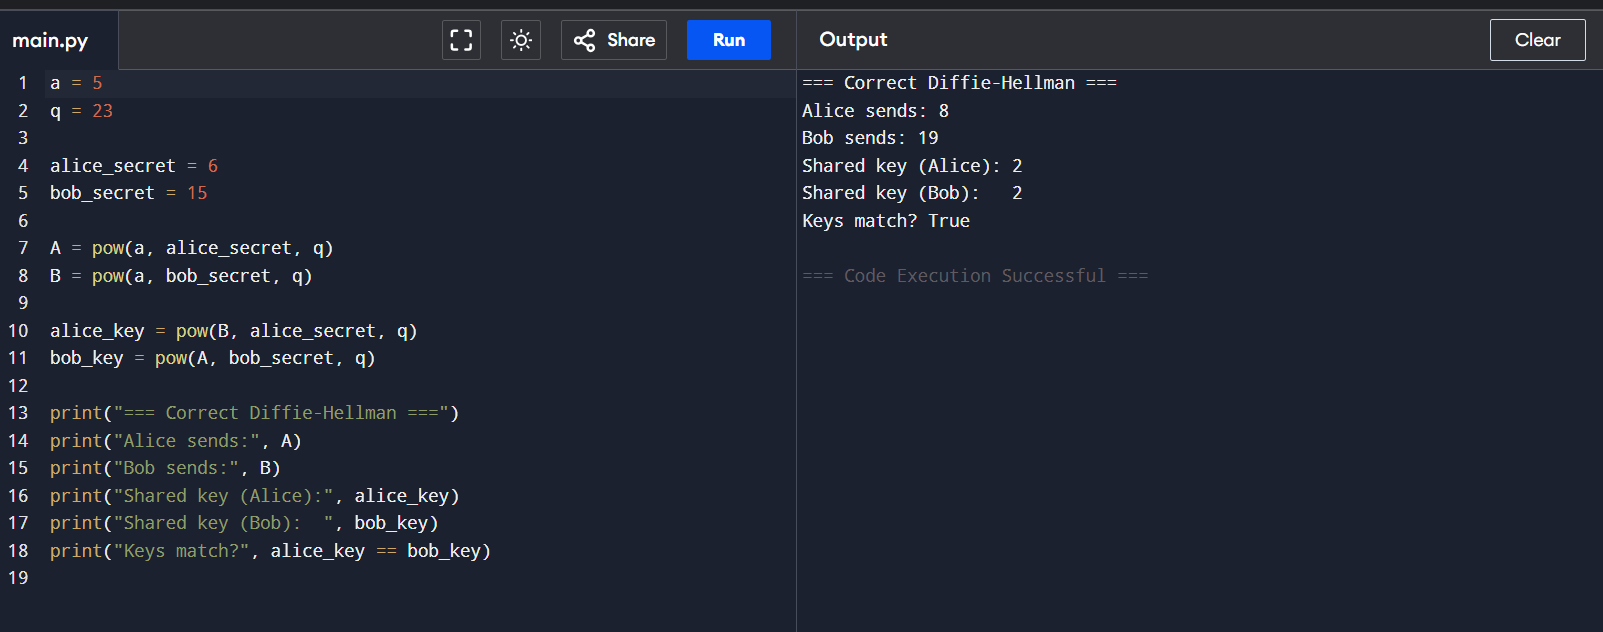 main.py
Share
Run
1 a = 5
2 q = 23
3
4 alice_secret = 6
5 bob_secret = 15
6
7 A = pow(a, alice_secret, q)
8 B = pow(a, bob_secret, q)
9
10 alice_key = pow(B, alice_secret, q)
11 bob_key = pow(A, bob_secret, q)
12
13 print("=== Correct Diffie-Hellman ===")
14 print("Alice sends:", A)
15 print("Bob sends:", B)
16 print("Shared key (Alice):", alice_key)
17 print("Shared key (Bob):  ", bob_key)
18 print("Keys match?", alice_key == bob_key)
19
Output
Clear
=== Correct Diffie-Hellman ===
Alice sends: 8
Bob sends: 19
Shared key (Alice): 2
Shared key (Bob):   2
Keys match? True
=== Code Execution Successful ===